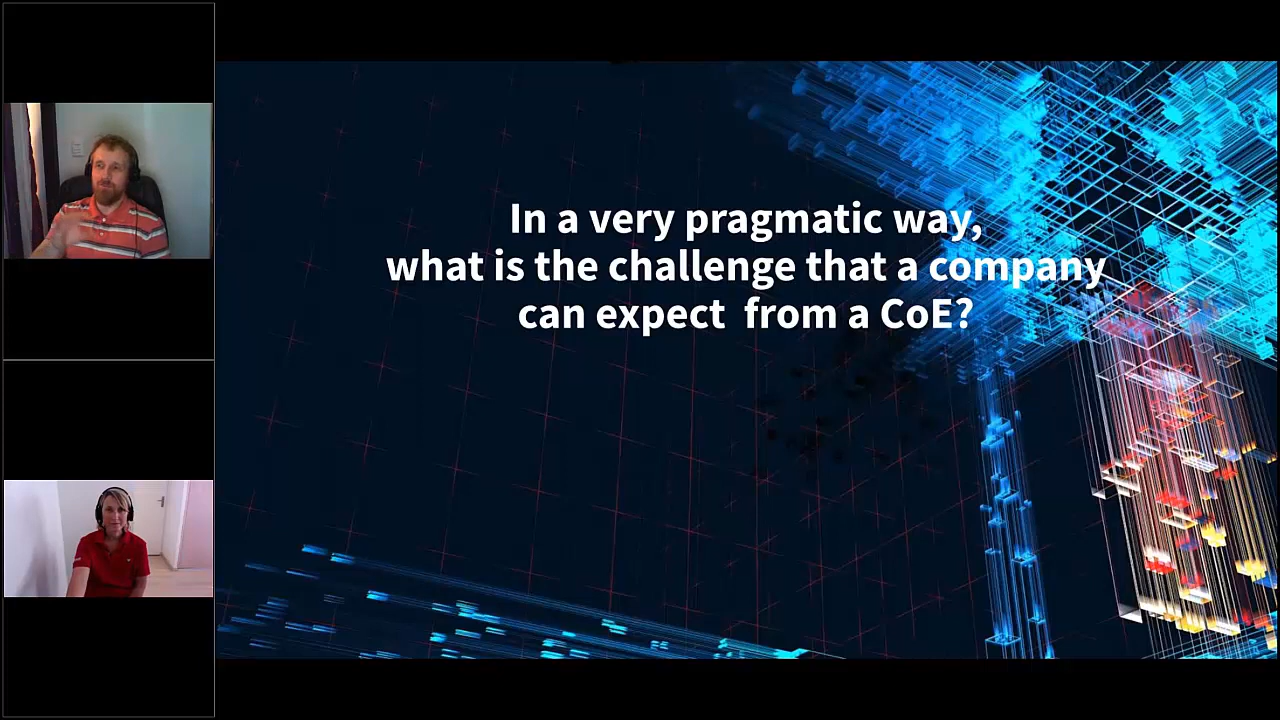 In a very pragmatic way,
what is the challenge that a company
can expect from a CoE?